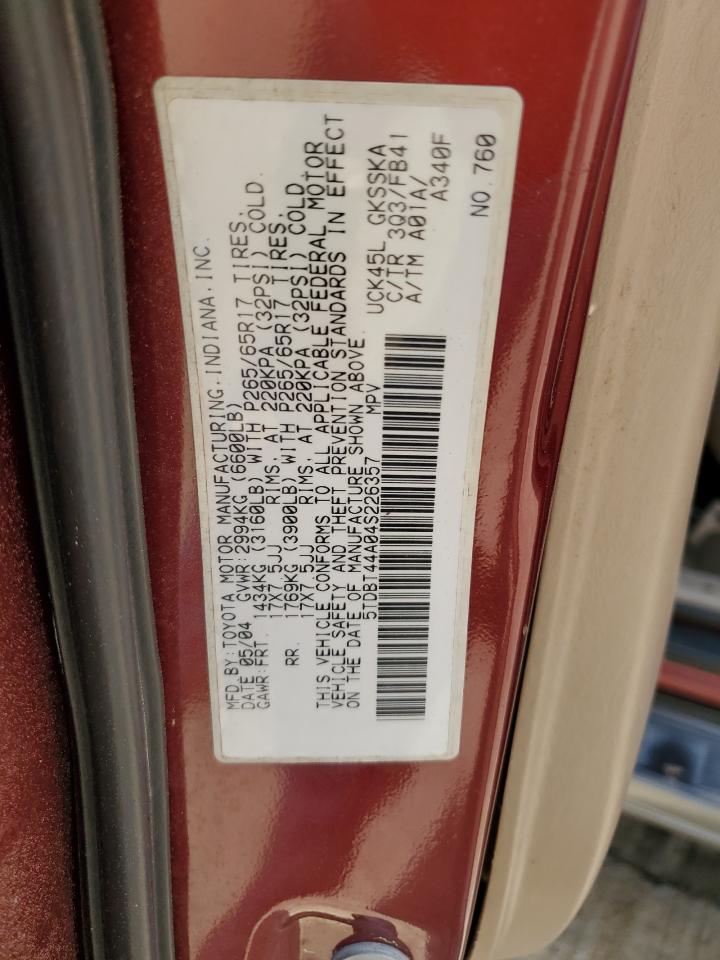 MFD BY:TOYOTA MOTOR MANUFACTURING.INDIANA.INC.
DATE 05/04 GVWR:2994KG (6600LB)
GAWR:FRT. 1434KG (3160LB) WITH P265/65R17 TIRES,
17X7.5JJ RIMS, AT 220KPA (32PSI) COLD.
RR. 1769KG (3900LB) WITH P265/65R17 TIRES,
17X7.5JJ RIMS, AT 220KPA (32PSI) COLD
THIS VEHICLE CONFORMS TO ALL APPLICABLE FEDERAL MOTOR
VEHICLE SAFETY AND THEFT PREVENTION STANDARDS IN EFFECT
ON THE DATE OF MANUFACTURE SHOWN ABOVE.
5TDBT44A04S226357 MPV
UCK45L GKSSKA
C/TR 3Q3/FB41
A/TM A01A/
A340F
NO.760